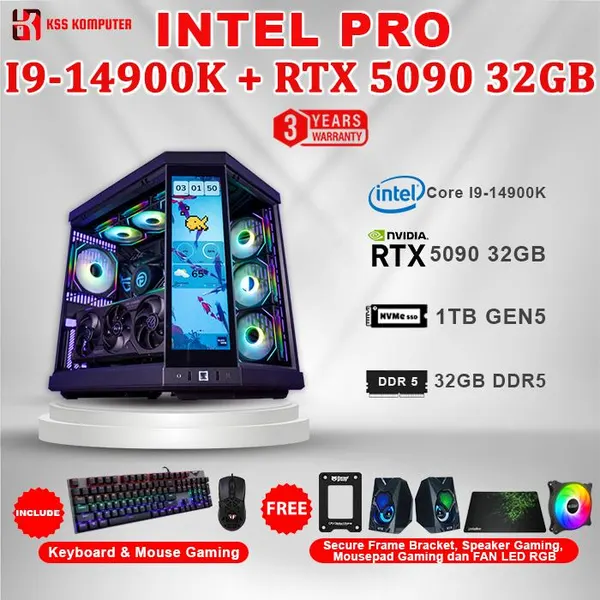 KSS KOMPUTER
INTEL PRO
I9-14900K + RTX 5090 32GB
3 YEARS
WARRANTY
03 01 50
65°
intel Core I9-14900K
NVIDIA.
RTX 5090 32GB
NVMe SSD 1TB GEN5
DDR 5 32GB DDR5
INCLUDE
Keyboard & Mouse Gaming
FREE
Secure Frame Bracket, Speaker Gaming,
Mousepad Gaming dan FAN LED RGB